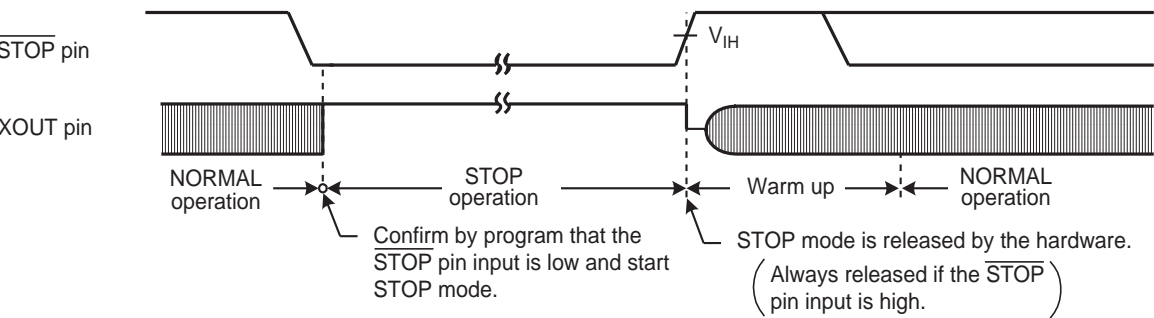 STOP pin
V_IH
XOUT pin
NORMAL
operation
STOP
operation
Warm up
NORMAL
operation
Confirm by program that the
STOP pin input is low and start
STOP mode.
STOP mode is released by the hardware.
( Always released if the STOP
pin input is high. )